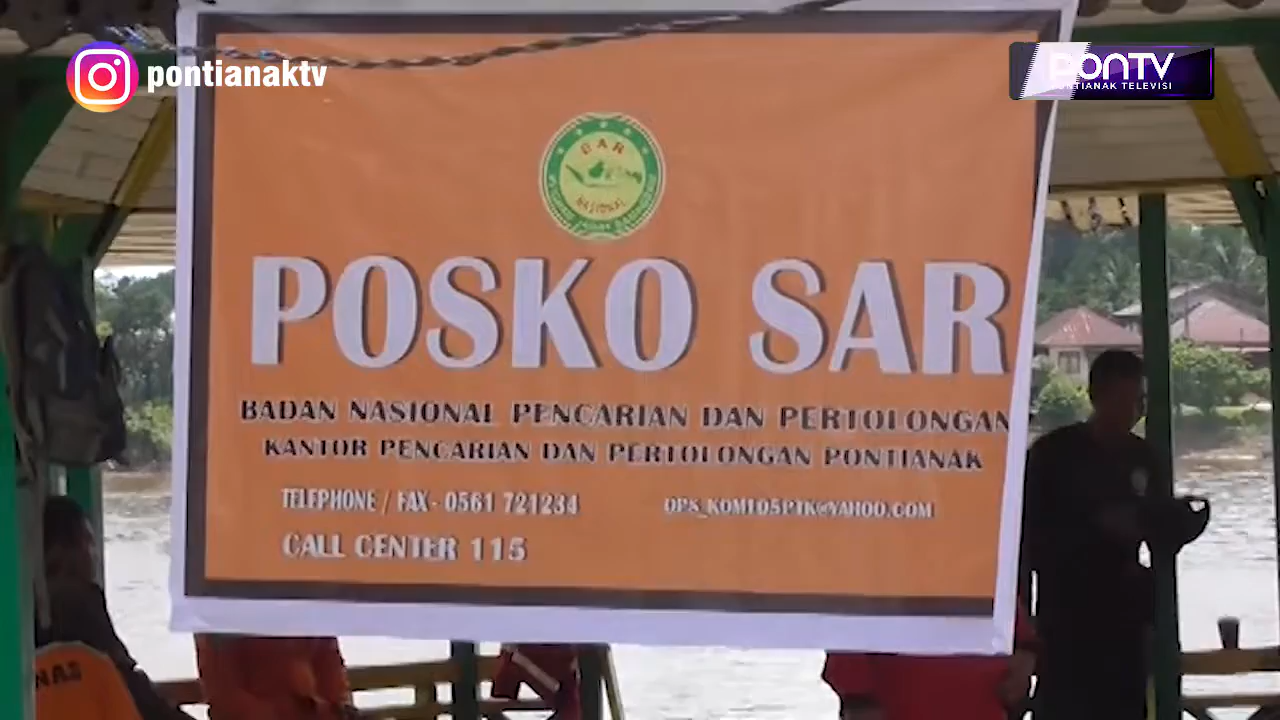 pontianaktv
PONTV
PONTIANAK TELEVISI
SAR
NASIONAL
POSKO SAR
BADAN NASIONAL PENCARIAN DAN PERTOLONGAN
KANTOR PENCARIAN DAN PERTOLONGAN PONTIANAK
TELEPHONE / FAX - 0561 721234
OPS_KOM105PTK@YAHOO.COM
CALL CENTER 115
NAS